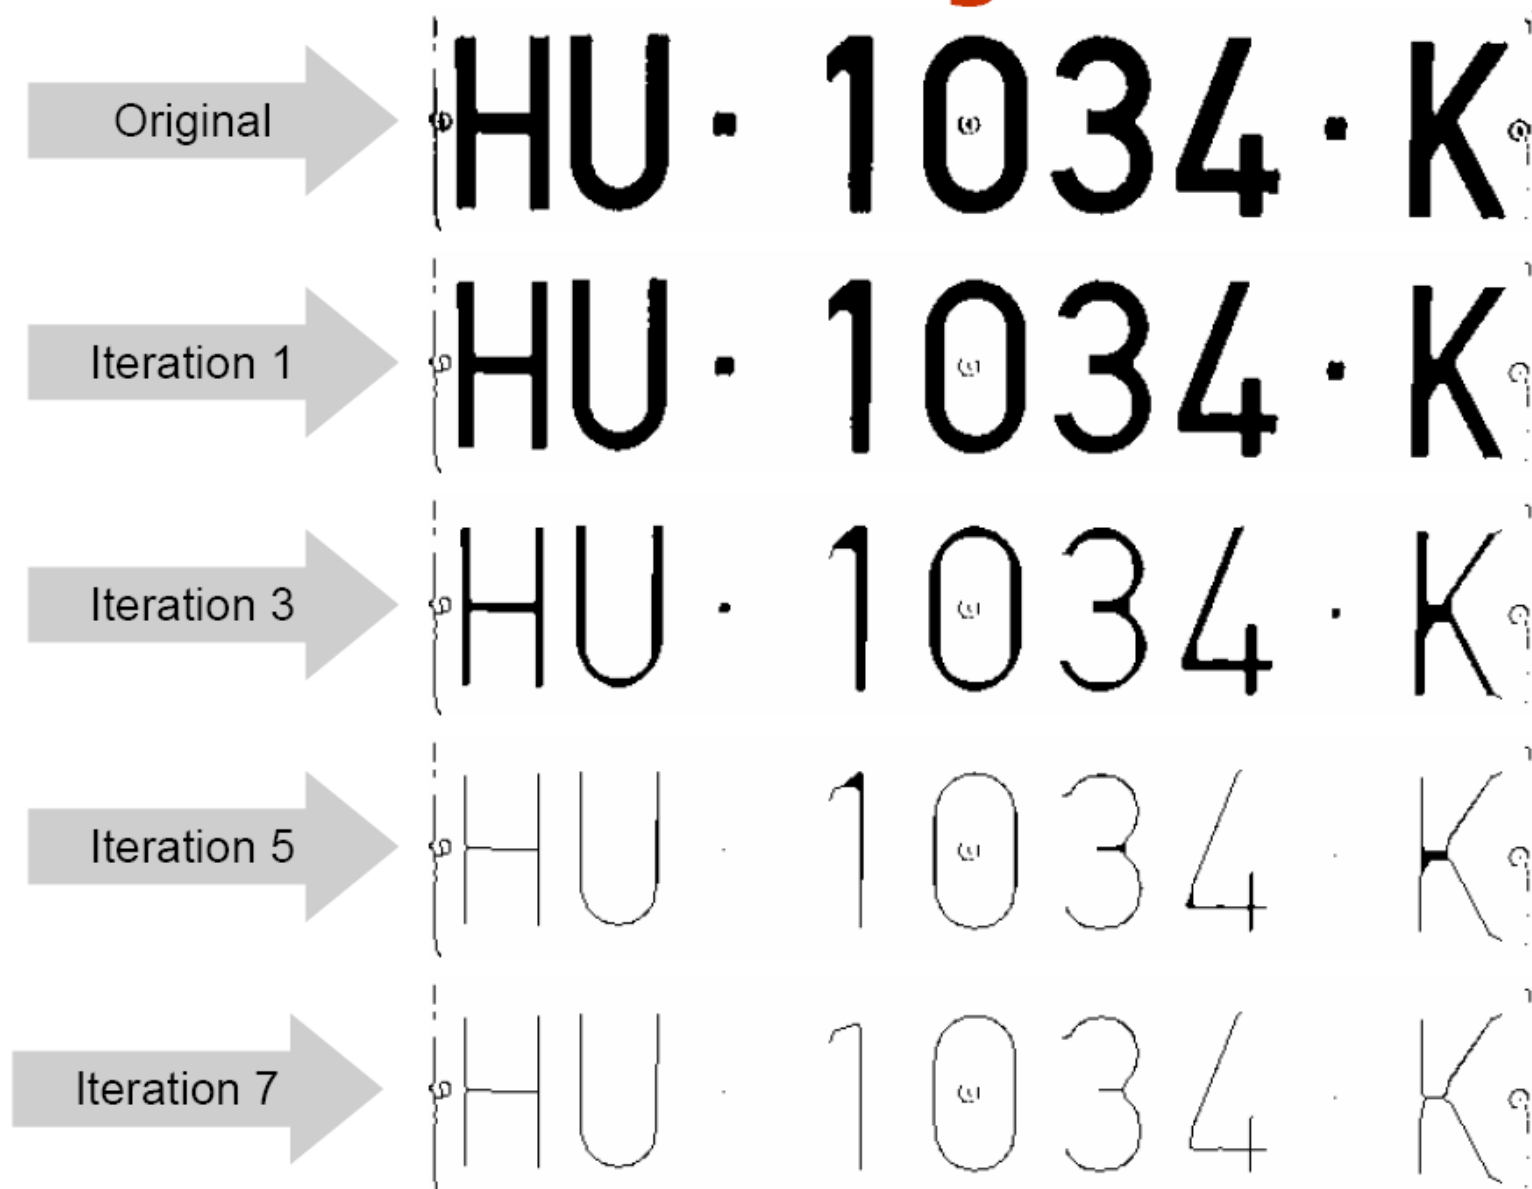 Original HU · 1034 · K
Iteration 1 HU · 1034 · K
Iteration 3 HU · 1034 · K
Iteration 5 HU · 1034 · K
Iteration 7 HU · 1034 · K